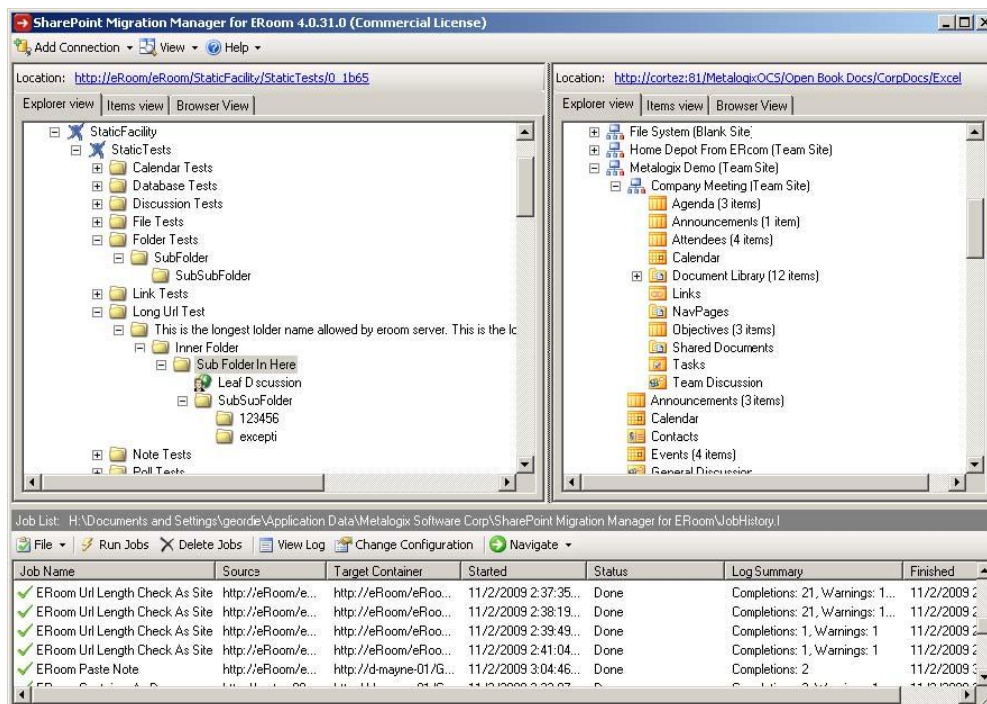 SharePoint Migration Manager for ERoom 4.0.31.0 (Commercial License)
Add Connection View Help
Location: http://eRoom/eRoom/StaticFacility/StaticTests/0_1b65
Explorer view Items view Browser View
StaticFacility
StaticTests
Calendar Tests
Database Tests
Discussion Tests
File Tests
Folder Tests
SubFolder
SubSubFolder
Link Tests
Long Url Test
This is the longest folder name allowed by eroom server. This is the lo
Inner Folder
Sub Folder In Here
Leaf Discussion
SubSubFolder
123456
excepti
Note Tests
Poll Tests
Location: http://cortez:81/MetalogixOCS/Open Book Docs/CorpDocs/Excel
Explorer view Items view Browser View
File System (Blank Site)
Home Depot From ERoom (Team Site)
Metalogix Demo (Team Site)
Company Meeting (Team Site)
Agenda (3 items)
Announcements (1 item)
Attendees (4 items)
Calendar
Document Library (12 items)
Links
NavPages
Objectives (3 items)
Shared Documents
Tasks
Team Discussion
Announcements (3 items)
Calendar
Contacts
Events (4 items)
General Discussion
Job List: H:\Documents and Settings\geordie\Application Data\Metalogix Software Corp\SharePoint Migration Manager for ERoom\JobHistory.l
File Run Jobs Delete Jobs View Log Change Configuration Navigate
Job Name Source Target Container Started Status Log Summary Finished
ERoom Url Length Check As Site http://eRoom/e... http://eRoom/eRoo... 11/2/2009 2:37:35... Done Completions: 21, Warnings: 1... 11/2/2009 2
ERoom Url Length Check As Site http://eRoom/e... http://eRoom/eRoo... 11/2/2009 2:38:19... Done Completions: 21, Warnings: 1... 11/2/2009 2
ERoom Url Length Check As Site http://eRoom/e... http://eRoom/eRoo... 11/2/2009 2:39:49... Done Completions: 1, Warnings: 1 11/2/2009 2
ERoom Url Length Check As Site http://eRoom/e... http://eRoom/eRoo... 11/2/2009 2:41:04... Done Completions: 1, Warnings: 1 11/2/2009 2
ERoom Paste Note http://eRoom/e... http://d-mayne-01/G... 11/2/2009 3:04:46... Done Completions: 2 11/2/2009 3